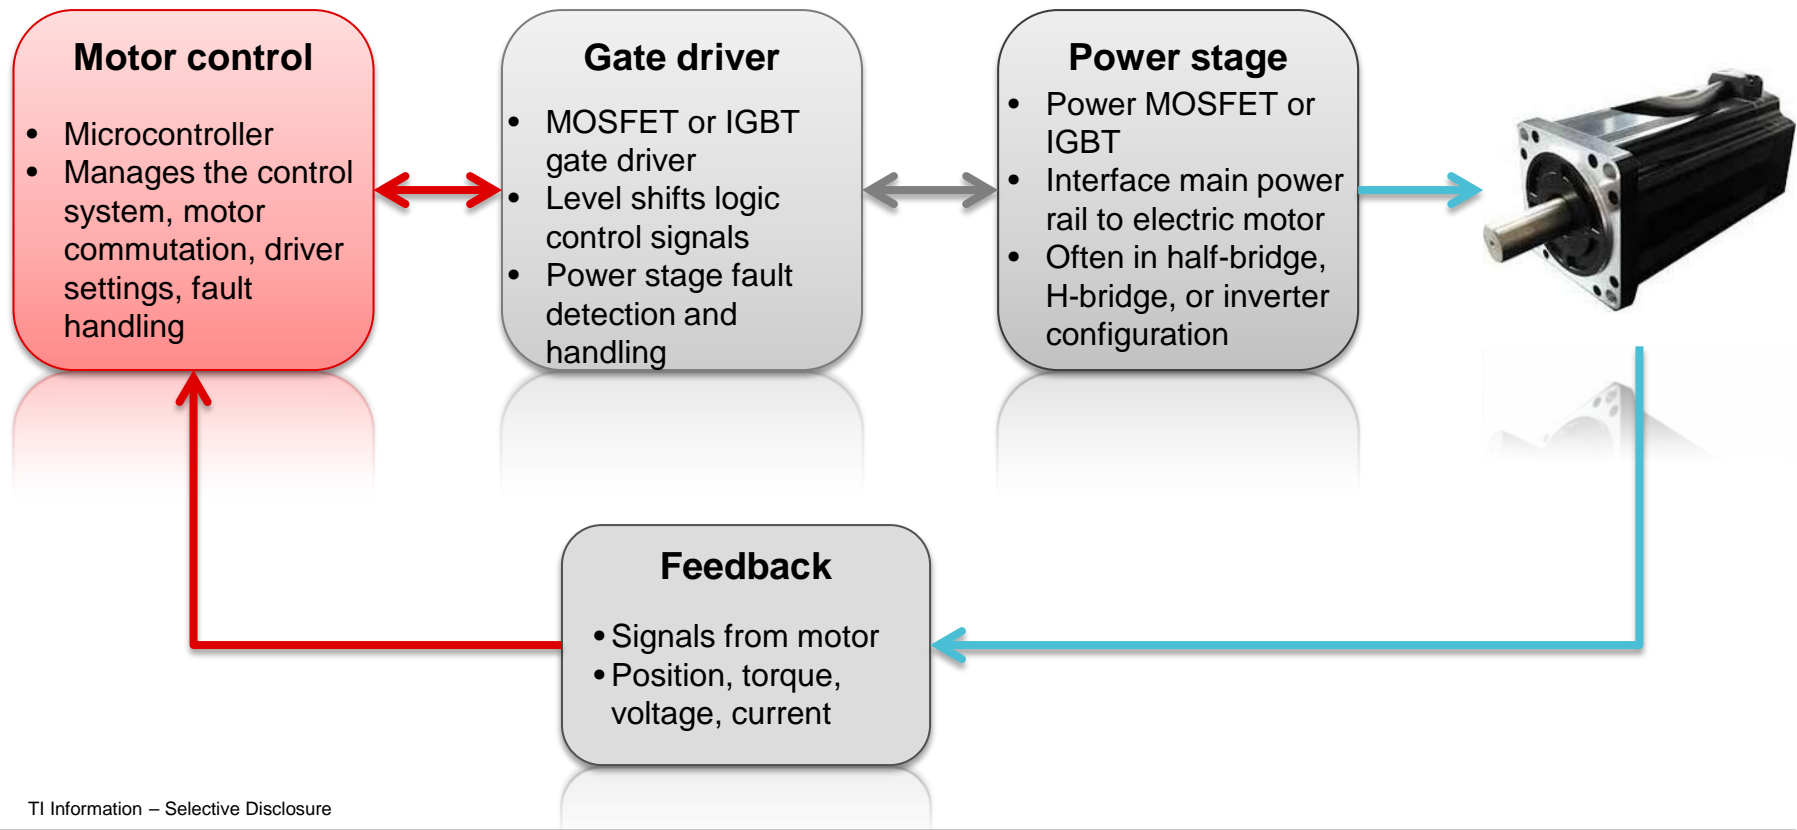 Motor control
• Microcontroller
• Manages the control
system, motor
commutation, driver
settings, fault
handling
Gate driver
• MOSFET or IGBT
gate driver
• Level shifts logic
control signals
• Power stage fault
detection and
handling
Power stage
• Power MOSFET or
IGBT
• Interface main power
rail to electric motor
• Often in half-bridge,
H-bridge, or inverter
configuration
Feedback
• Signals from motor
• Position, torque,
voltage, current
TI Information – Selective Disclosure